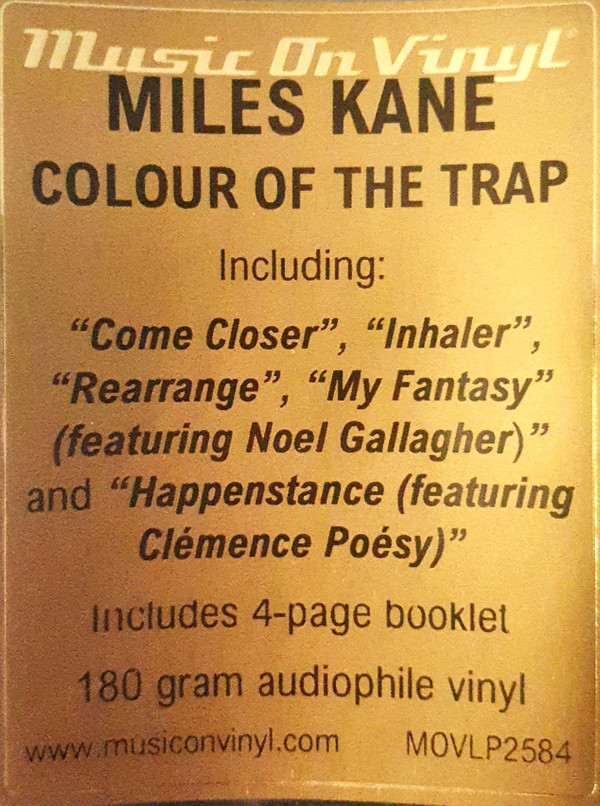 Music On Vinyl®
MILES KANE
COLOUR OF THE TRAP
Including:
“Come Closer”, “Inhaler”,
“Rearrange”, “My Fantasy”
(featuring Noel Gallagher)”
and “Happenstance (featuring
Clémence Poésy)”
Includes 4-page booklet
180 gram audiophile vinyl
www.musiconvinyl.com MOVLP2584